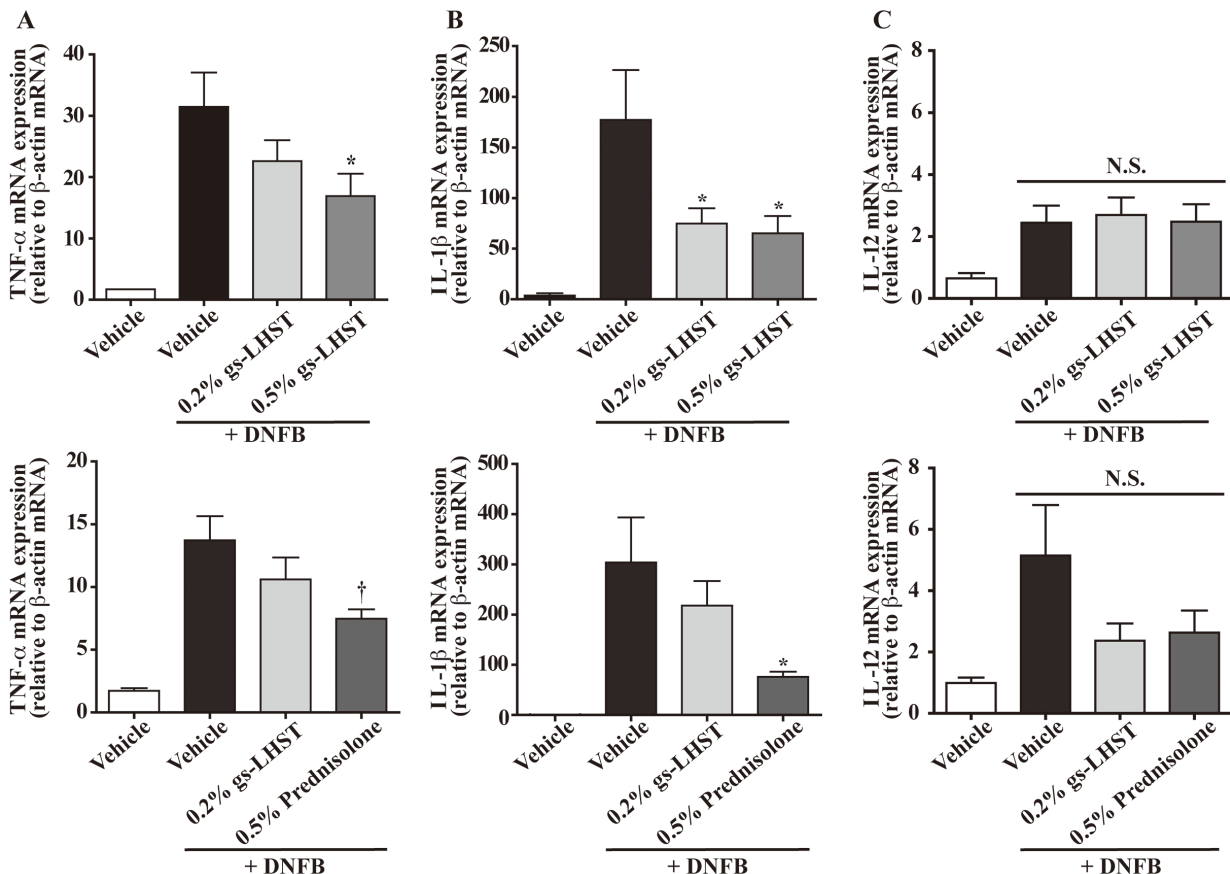 A
TNF-α mRNA expression
(relative to β-actin mRNA)
40
30
20
10
0
*
Vehicle
Vehicle
0.2% gs-LHST
0.5% gs-LHST
+ DNFB
B
IL-1β mRNA expression
(relative to β-actin mRNA)
250
200
150
100
50
0
*
*
Vehicle
Vehicle
0.2% gs-LHST
0.5% gs-LHST
+ DNFB
C
IL-12 mRNA expression
(relative to β-actin mRNA)
8
6
4
2
0
N.S.
Vehicle
Vehicle
0.2% gs-LHST
0.5% gs-LHST
+ DNFB
TNF-α mRNA expression
(relative to β-actin mRNA)
20
15
10
5
0
†
Vehicle
Vehicle
0.2% gs-LHST
0.5% Prednisolone
+ DNFB
IL-1β mRNA expression
(relative to β-actin mRNA)
500
400
300
200
100
0
*
Vehicle
Vehicle
0.2% gs-LHST
0.5% Prednisolone
+ DNFB
IL-12 mRNA expression
(relative to β-actin mRNA)
8
6
4
2
0
N.S.
Vehicle
Vehicle
0.2% gs-LHST
0.5% Prednisolone
+ DNFB